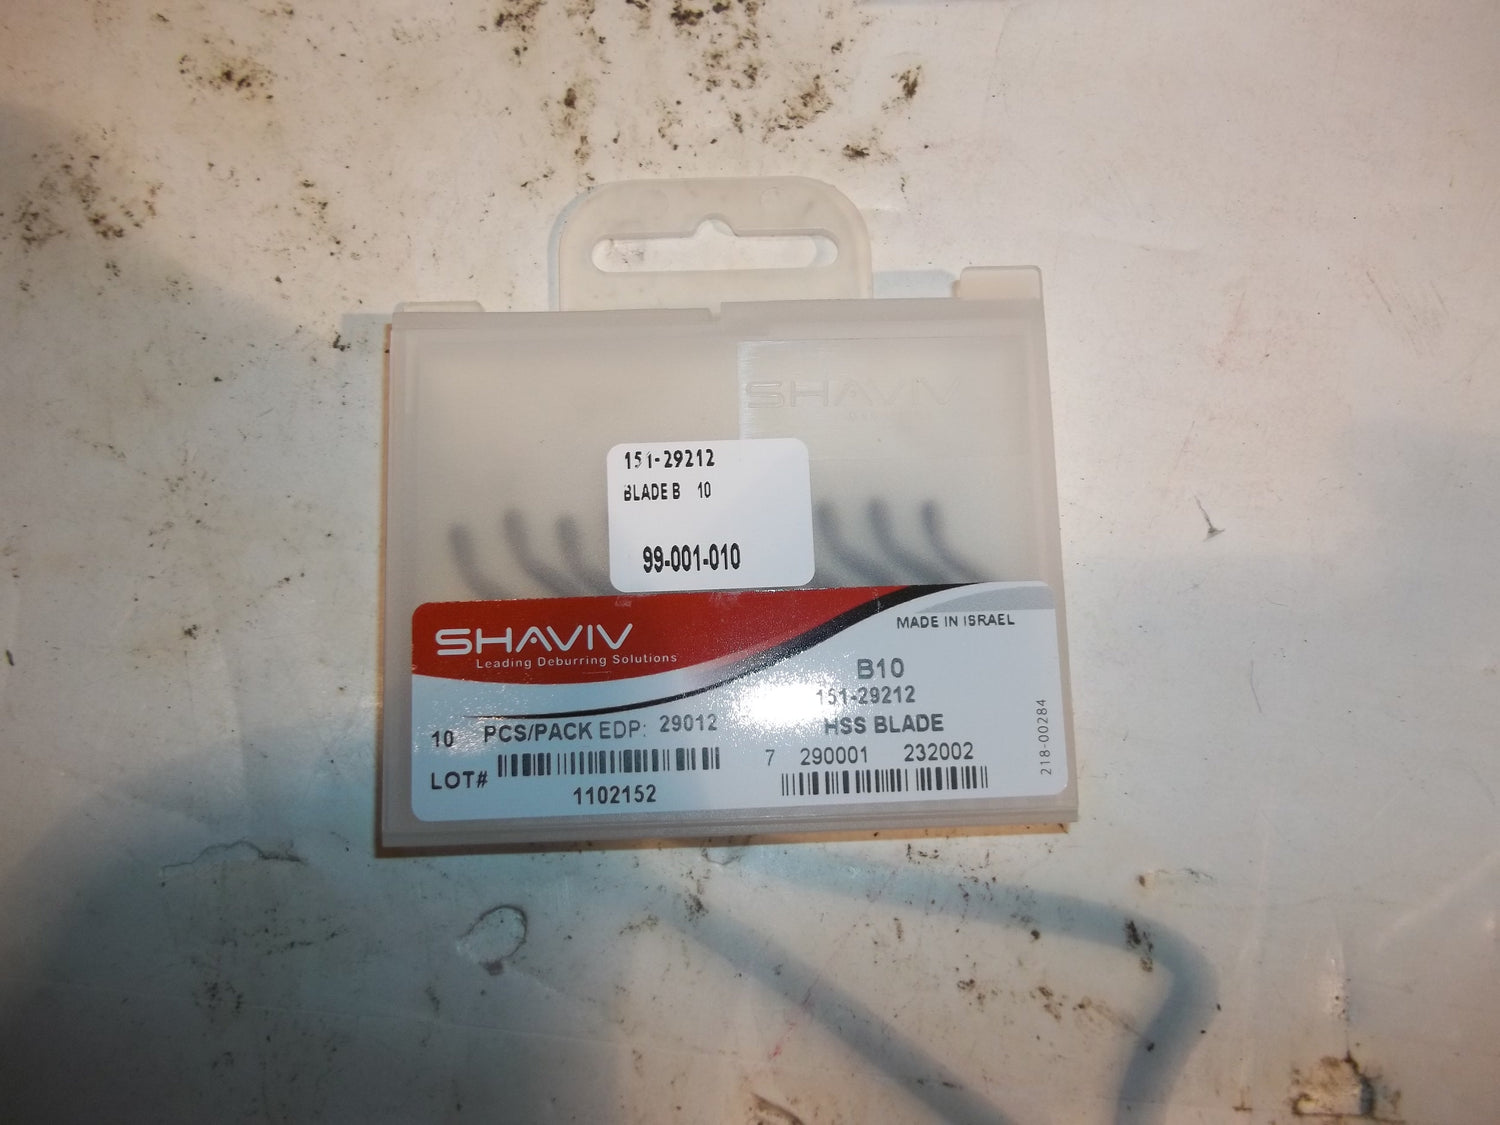 SHAVIV
151-29212
BLADE B 10
99-001-010
SHAVIV
Leading Deburring Solutions
MADE IN ISRAEL
B10
151-29212
HSS BLADE
10 PCS/PACK EDP: 29012
LOT#
1102152
7 290001 232002
218-00284